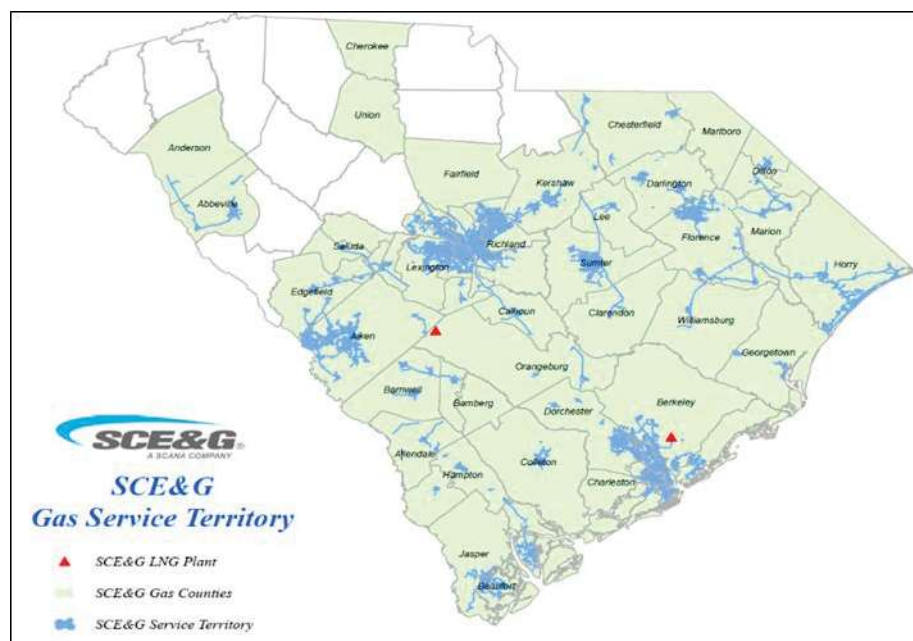 Cherokee
Union
Anderson
Chesterfield
Marlboro
Fairfield
Abbeville
Kershaw
Darlington
Dillon
Lee
Saluda
Richland
Florence
Marion
Lexington
Sumter
Horry
Edgefield
Calhoun
Clarendon
Williamsburg
Aiken
Georgetown
Orangeburg
Barnwell
Bamberg
Dorchester
Berkeley
Allendale
Colleton
Hampton
Charleston
Jasper
Beaufort
SCE&G®
A SCANA COMPANY
SCE&G
Gas Service Territory
SCE&G LNG Plant
SCE&G Gas Counties
SCE&G Service Territory